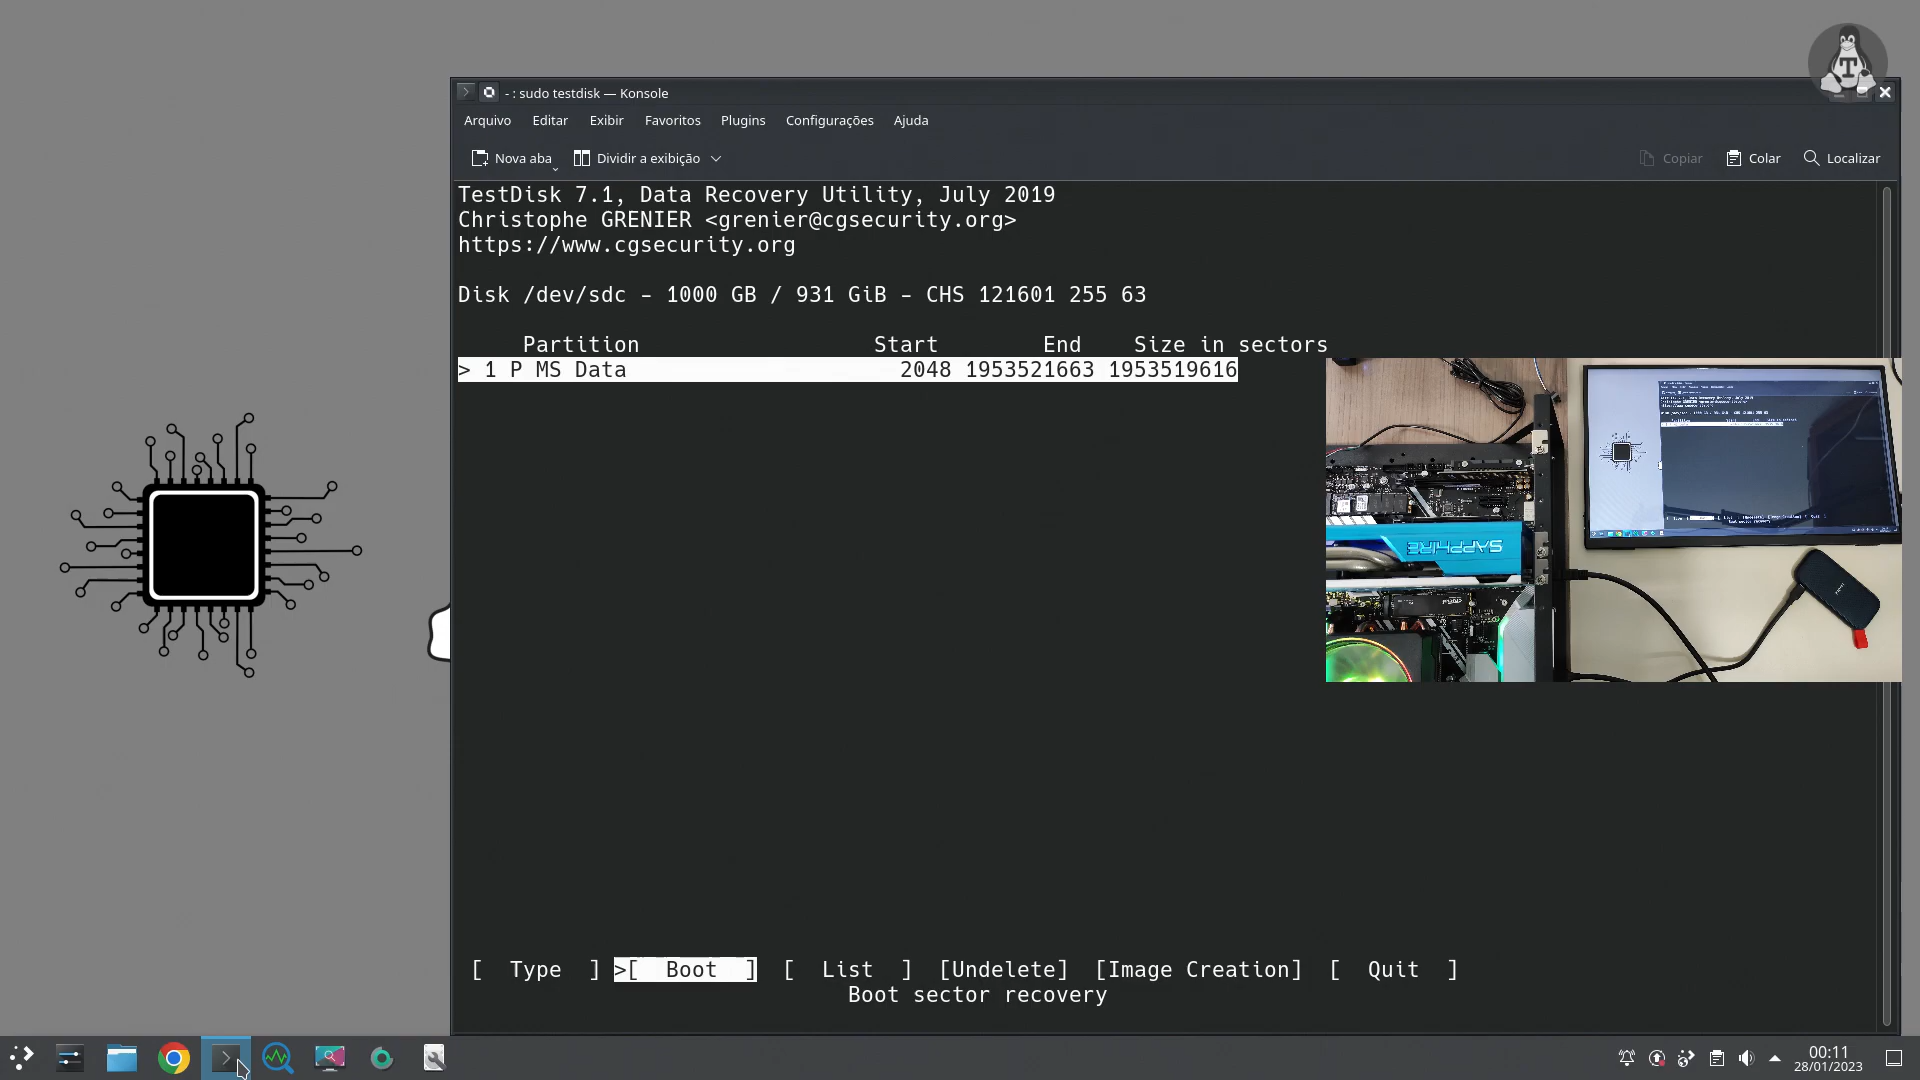 - : sudo testdisk — Konsole
Arquivo Editar Exibir Favoritos Plugins Configurações Ajuda
Nova aba Dividir a exibição Copiar Colar Localizar
TestDisk 7.1, Data Recovery Utility, July 2019
Christophe GRENIER <grenier@cgsecurity.org>
https://www.cgsecurity.org
Disk /dev/sdc - 1000 GB / 931 GiB - CHS 121601 255 63
Partition Start End Size in sectors
> 1 P MS Data 2048 1953521663 1953519616
SAPPHIRE
[ Type ] >[ Boot ] [ List ] [Undelete] [Image Creation] [ Quit ]
Boot sector recovery
00:11
28/01/2023
T